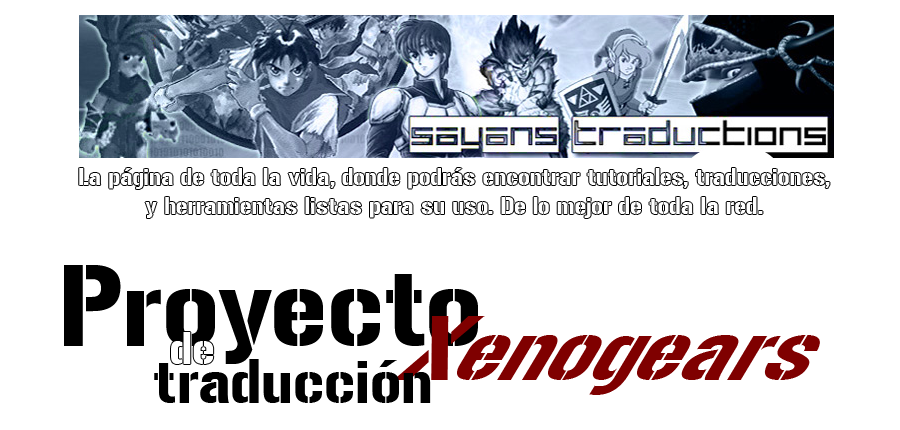 sayans traductions
La página de toda la vida, donde podrás encontrar tutoriales, traducciones,
y herramientas listas para su uso. De lo mejor de toda la red.
Proyecto
de
traducción
Xenogears